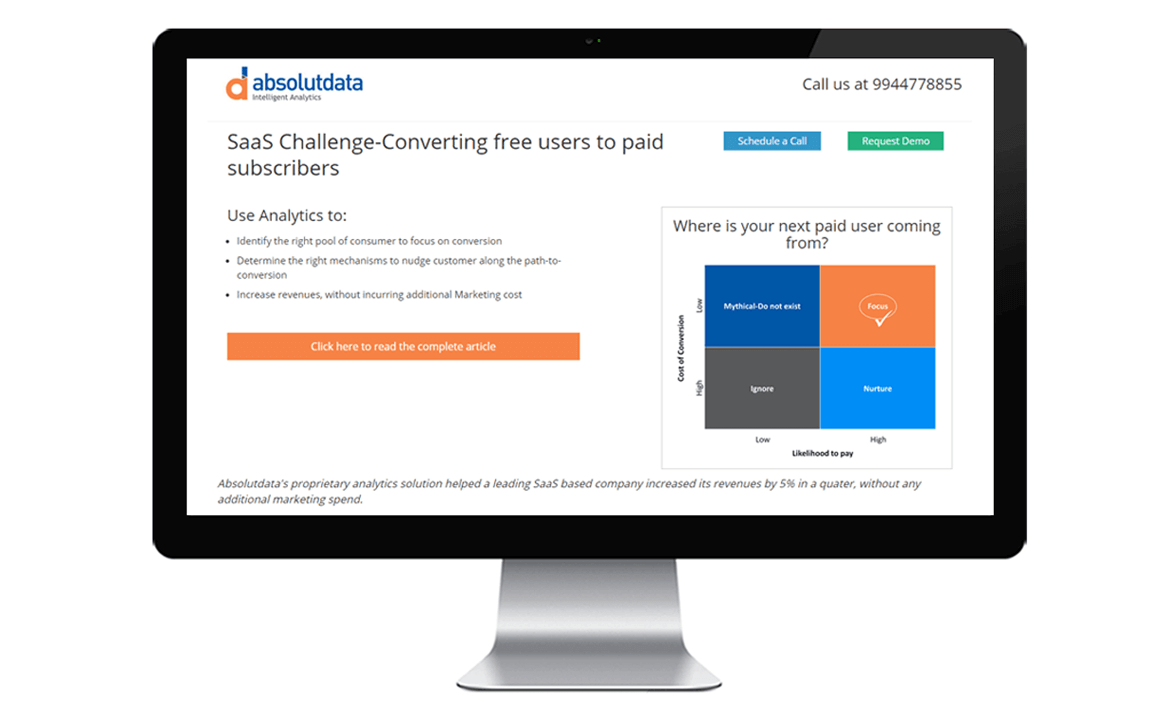 absolutdata
Intelligent Analytics
Call us at 9944778855
SaaS Challenge-Converting free users to paid
subscribers
Schedule a Call
Request Demo
Use Analytics to:
• Identify the right pool of consumer to focus on conversion
• Determine the right mechanisms to nudge customer along the path-to-
conversion
• Increase revenues, without incurring additional Marketing cost
Click here to read the complete article
Where is your next paid user coming
from?
Cost of Conversion
Low
High
Mythical-Do not exist
Focus
Ignore
Nurture
Low
High
Likelihood to pay
Absolutdata's proprietary analytics solution helped a leading SaaS based company increased its revenues by 5% in a quater, without any
additional marketing spend.